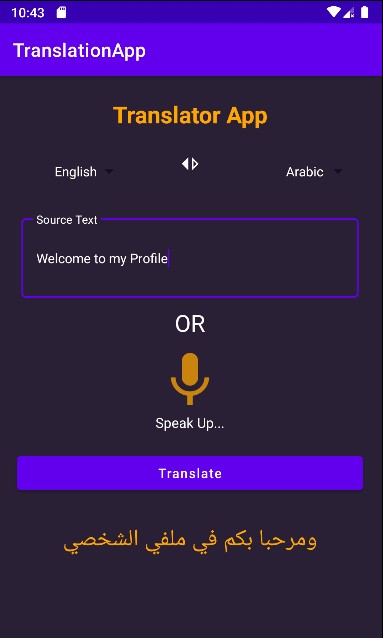 10:43
TranslationApp
Translator App
English
Arabic
Source Text
Welcome to my Profile
OR
Speak Up...
Translate
ومرحبا بكم في ملفي الشخصي